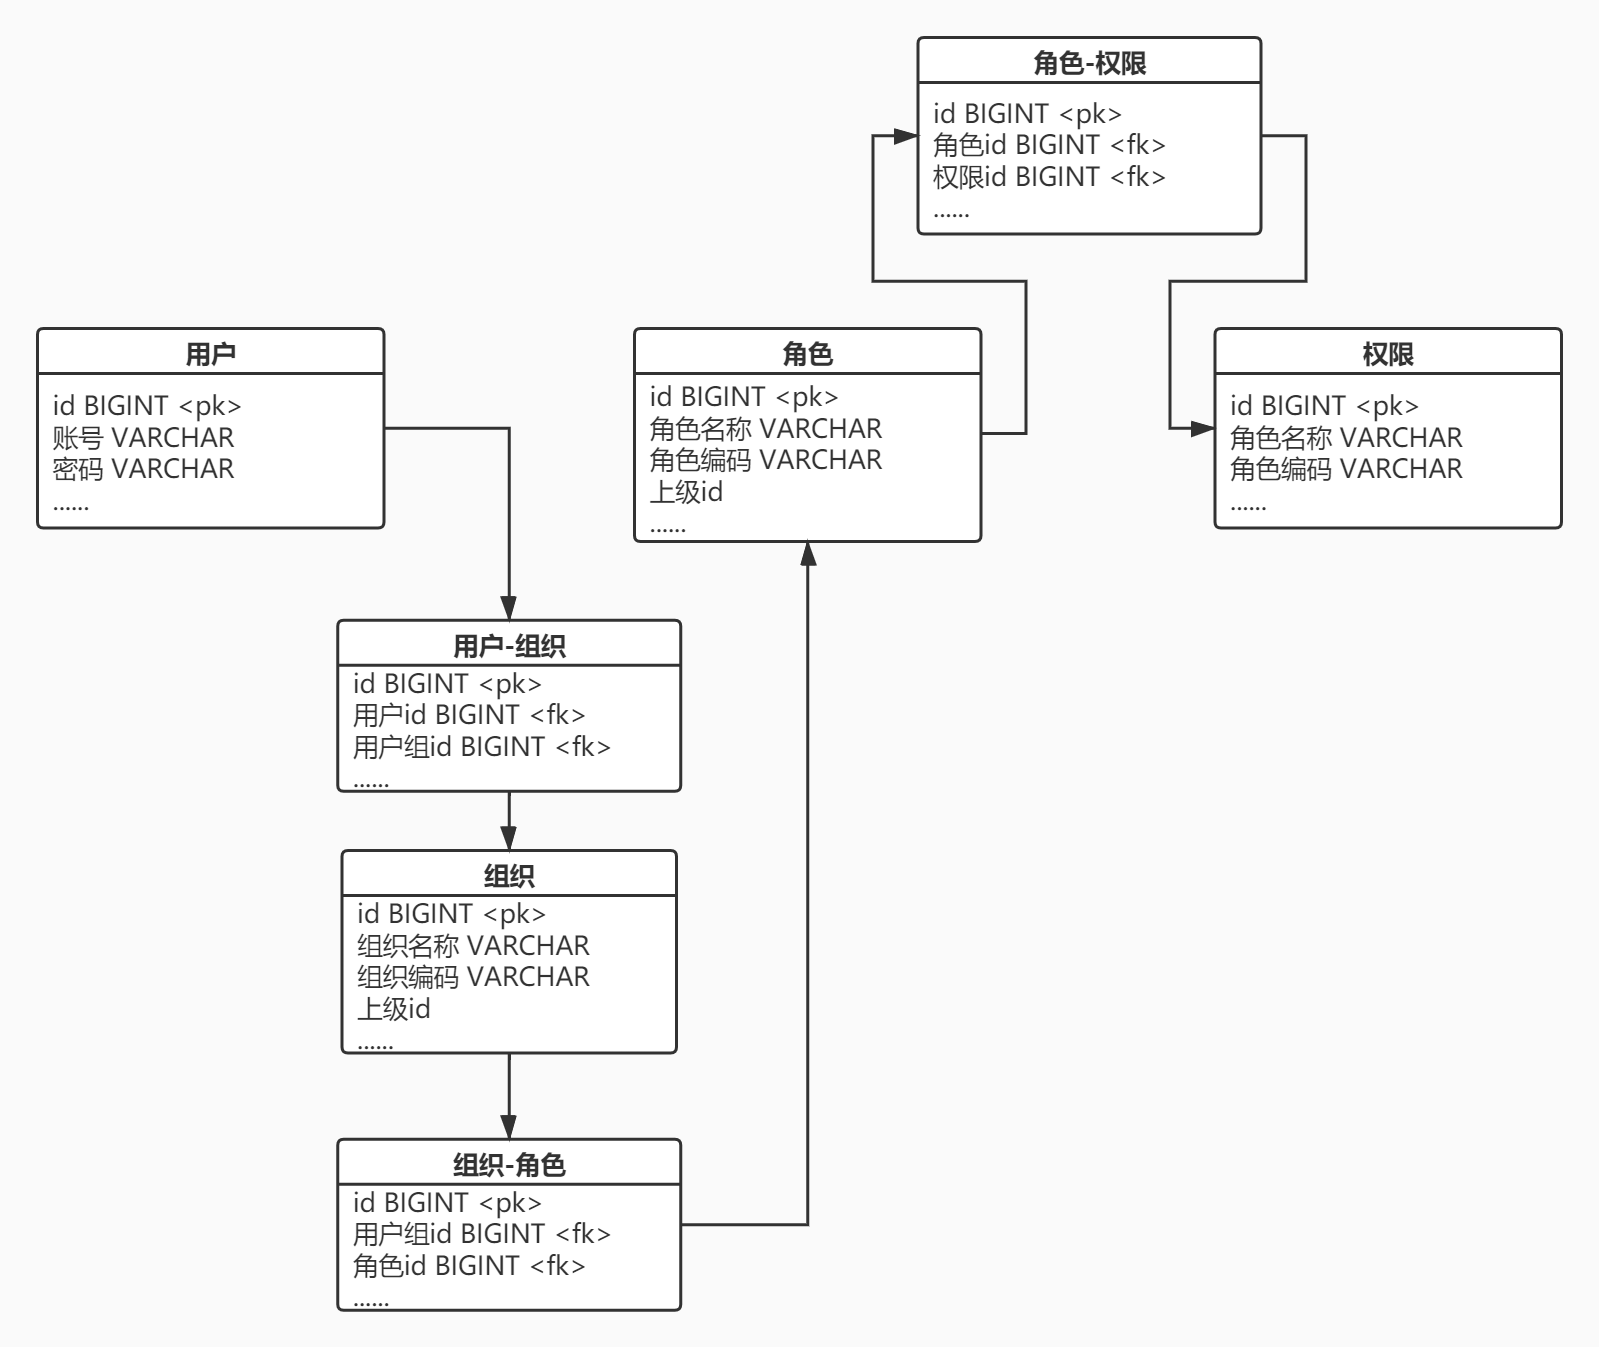 角色-权限
id BIGINT <pk>
角色id BIGINT <fk>
权限id BIGINT <fk>
......
用户
id BIGINT <pk>
账号 VARCHAR
密码 VARCHAR
......
角色
id BIGINT <pk>
角色名称 VARCHAR
角色编码 VARCHAR
上级id
......
权限
id BIGINT <pk>
角色名称 VARCHAR
角色编码 VARCHAR
......
用户-组织
id BIGINT <pk>
用户id BIGINT <fk>
用户组id BIGINT <fk>
......
组织
id BIGINT <pk>
组织名称 VARCHAR
组织编码 VARCHAR
上级id
......
组织-角色
id BIGINT <pk>
用户组id BIGINT <fk>
角色id BIGINT <fk>
......